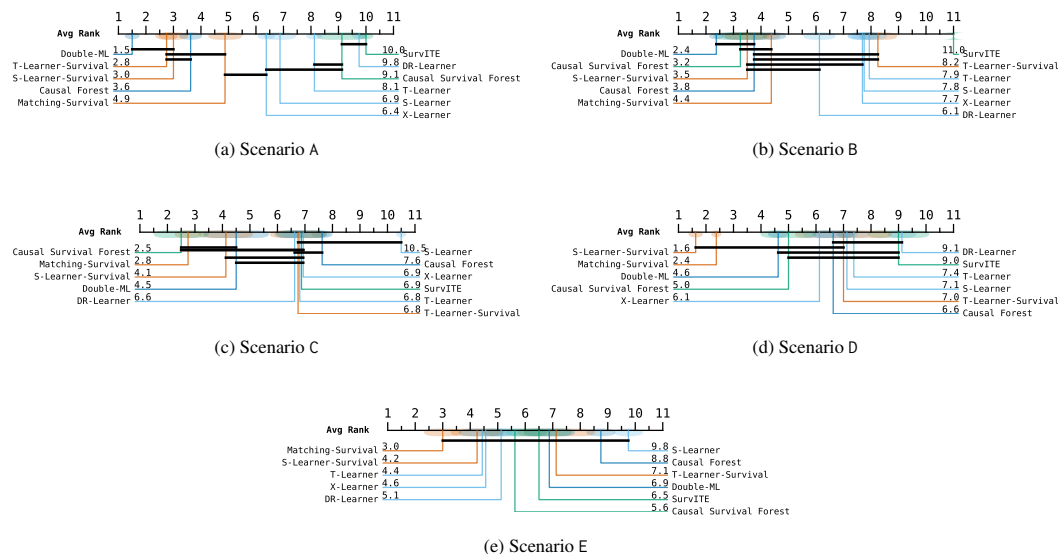 1 2 3 4 5 6 7 8 9 10 11
Avg Rank
Double-ML 1.5
T-Learner-Survival 2.8
S-Learner-Survival 3.0
Causal Forest 3.6
Matching-Survival 4.9
10.0 SurvITE
9.8 DR-Learner
9.1 Causal Survival Forest
8.1 T-Learner
6.9 S-Learner
6.4 X-Learner
(a) Scenario A
1 2 3 4 5 6 7 8 9 10 11
Avg Rank
Double-ML 2.4
Causal Survival Forest 3.2
S-Learner-Survival 3.5
Causal Forest 3.8
Matching-Survival 4.4
11.0 SurvITE
8.2 T-Learner-Survival
7.9 T-Learner
7.8 S-Learner
7.7 X-Learner
6.1 DR-Learner
(b) Scenario B
1 2 3 4 5 6 7 8 9 10 11
Avg Rank
Causal Survival Forest 2.5
Matching-Survival 2.8
S-Learner-Survival 4.1
Double-ML 4.5
DR-Learner 6.6
10.5 S-Learner
7.6 Causal Forest
6.9 X-Learner
6.9 SurvITE
6.8 T-Learner
6.8 T-Learner-Survival
(c) Scenario C
1 2 3 4 5 6 7 8 9 10 11
Avg Rank
S-Learner-Survival 1.6
Matching-Survival 2.4
Double-ML 4.6
Causal Survival Forest 5.0
X-Learner 6.1
9.1 DR-Learner
9.0 SurvITE
7.4 T-Learner
7.1 S-Learner
7.0 T-Learner-Survival
6.6 Causal Forest
(d) Scenario D
1 2 3 4 5 6 7 8 9 10 11
Avg Rank
Matching-Survival 3.0
S-Learner-Survival 4.2
T-Learner 4.4
X-Learner 4.6
DR-Learner 5.1
9.8 S-Learner
8.8 Causal Forest
7.1 T-Learner-Survival
6.9 Double-ML
6.5 SurvITE
5.6 Causal Survival Forest
(e) Scenario E